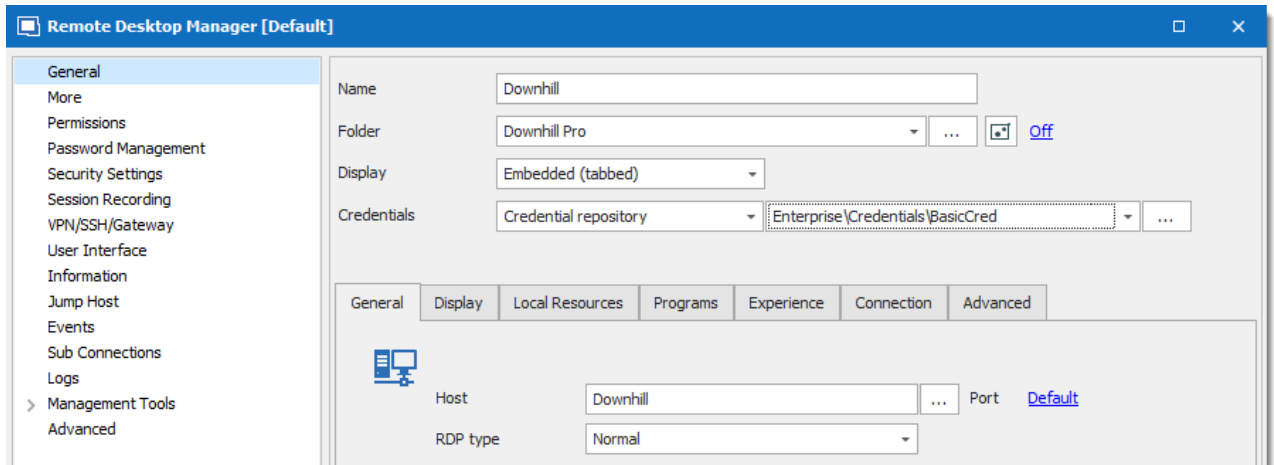 Remote Desktop Manager [Default]
General
More
Permissions
Password Management
Security Settings
Session Recording
VPN/SSH/Gateway
User Interface
Information
Jump Host
Events
Sub Connections
Logs
Management Tools
Advanced
Name Downhill
Folder Downhill Pro ... Off
Display Embedded (tabbed)
Credentials Credential repository Enterprise\Credentials\BasicCred ...
General Display Local Resources Programs Experience Connection Advanced
Host Downhill ... Port Default
RDP type Normal